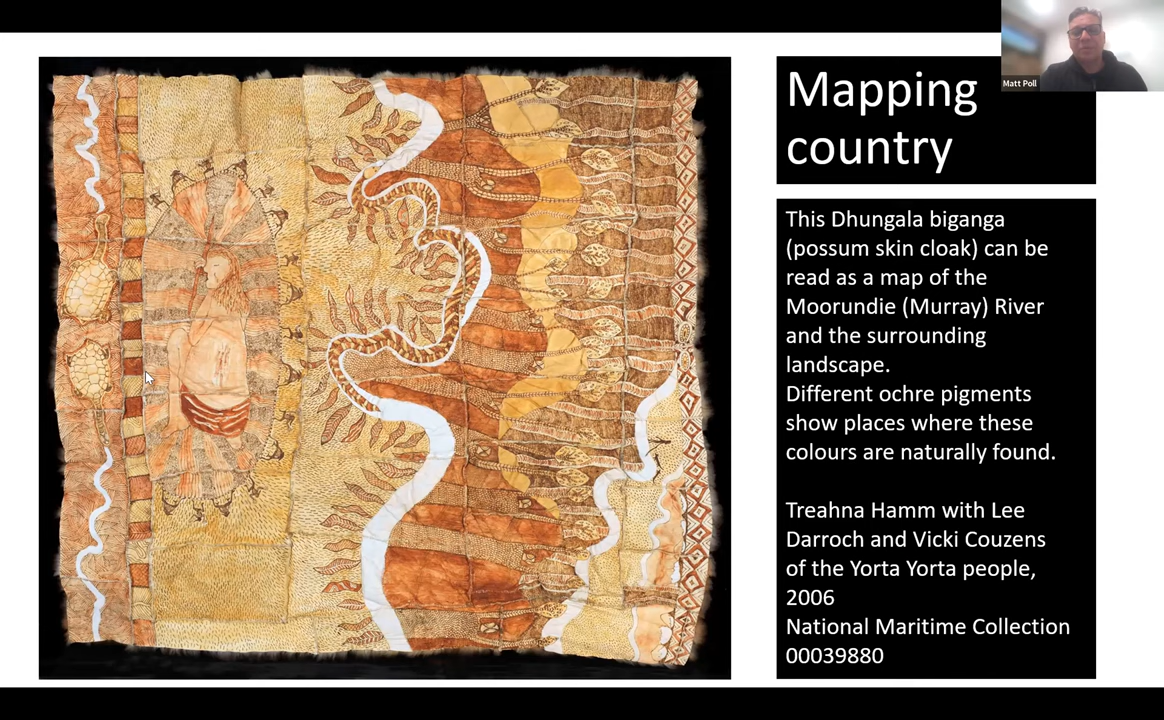 Matt Poll
Mapping
country
This Dhungala biganga
(possum skin cloak) can be
read as a map of the
Moorundie (Murray) River
and the surrounding
landscape.
Different ochre pigments
show places where these
colours are naturally found.
Treahna Hamm with Lee
Darroch and Vicki Couzens
of the Yorta Yorta people,
2006
National Maritime Collection
00039880